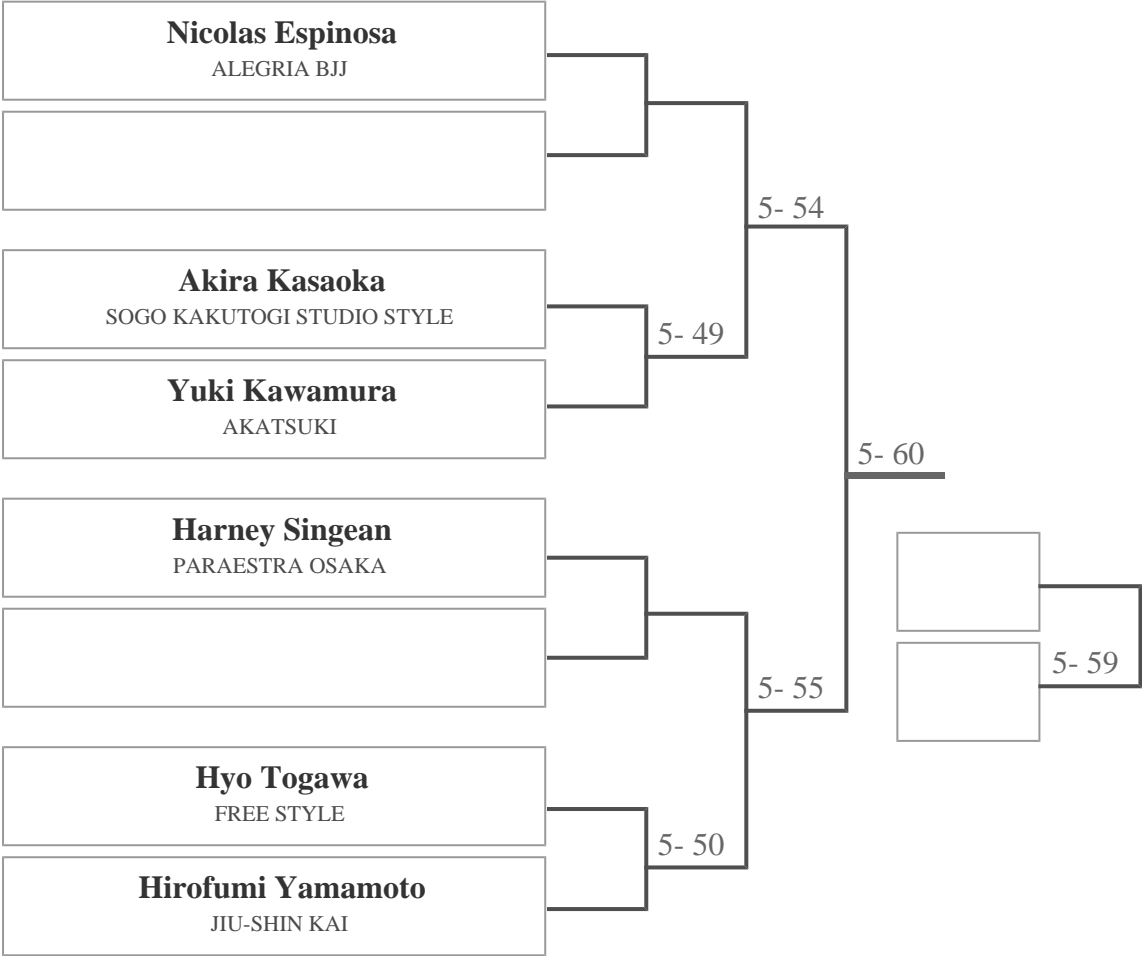 Nicolas Espinosa
ALEGRIA BJJ
5- 54
Akira Kasaoka
SOGO KAKUTOGI STUDIO STYLE
5- 49
Yuki Kawamura
AKATSUKI
5- 60
Harney Singean
PARAESTRA OSAKA
5- 59
5- 55
Hyo Togawa
FREE STYLE
5- 50
Hirofumi Yamamoto
JIU-SHIN KAI